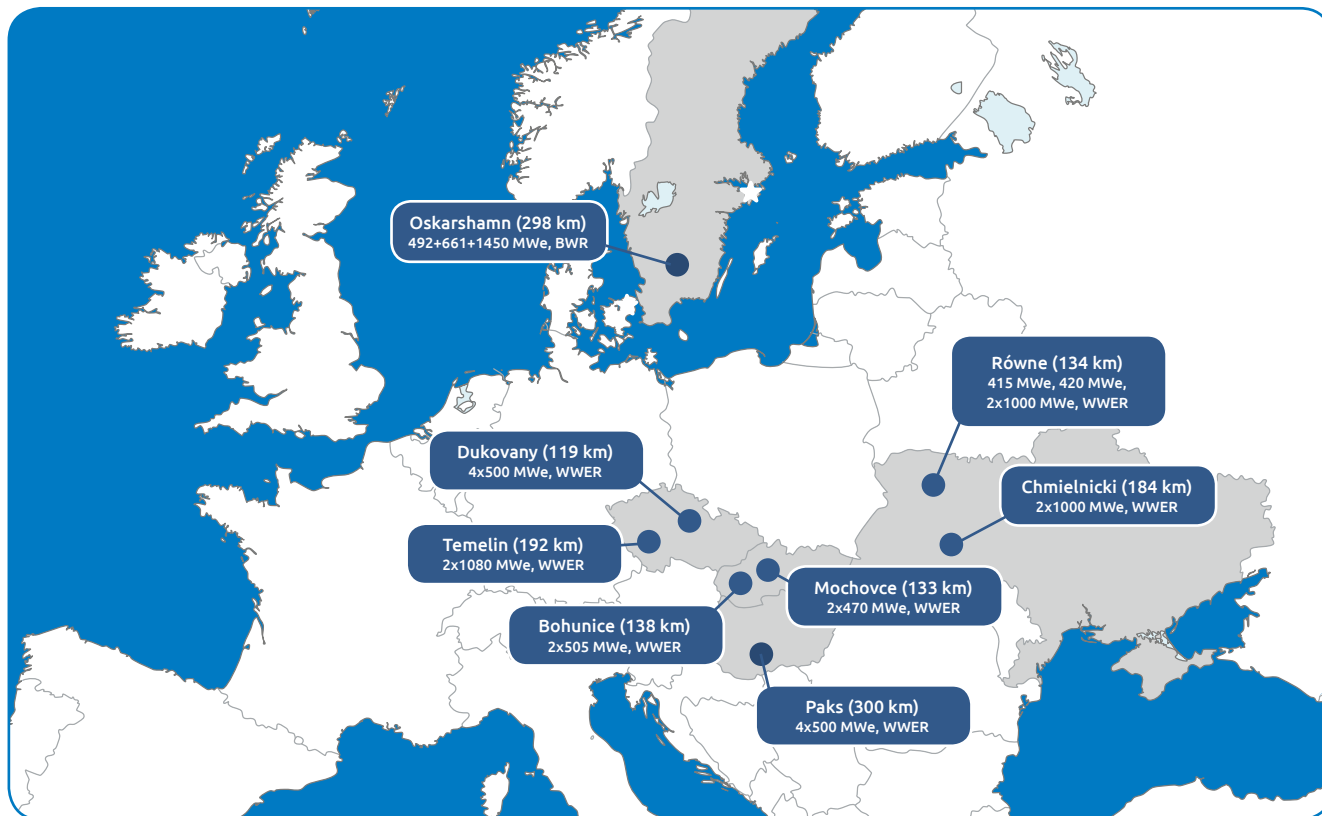 Oskarshamn (298 km)
492+661+1450 MWe, BWR
Równe (134 km)
415 MWe, 420 MWe,
2x1000 MWe, WWER
Dukovany (119 km)
4x500 MWe, WWER
Chmielnicki (184 km)
2x1000 MWe, WWER
Temelin (192 km)
2x1080 MWe, WWER
Mochovce (133 km)
2x470 MWe, WWER
Bohunice (138 km)
2x505 MWe, WWER
Paks (300 km)
4x500 MWe, WWER